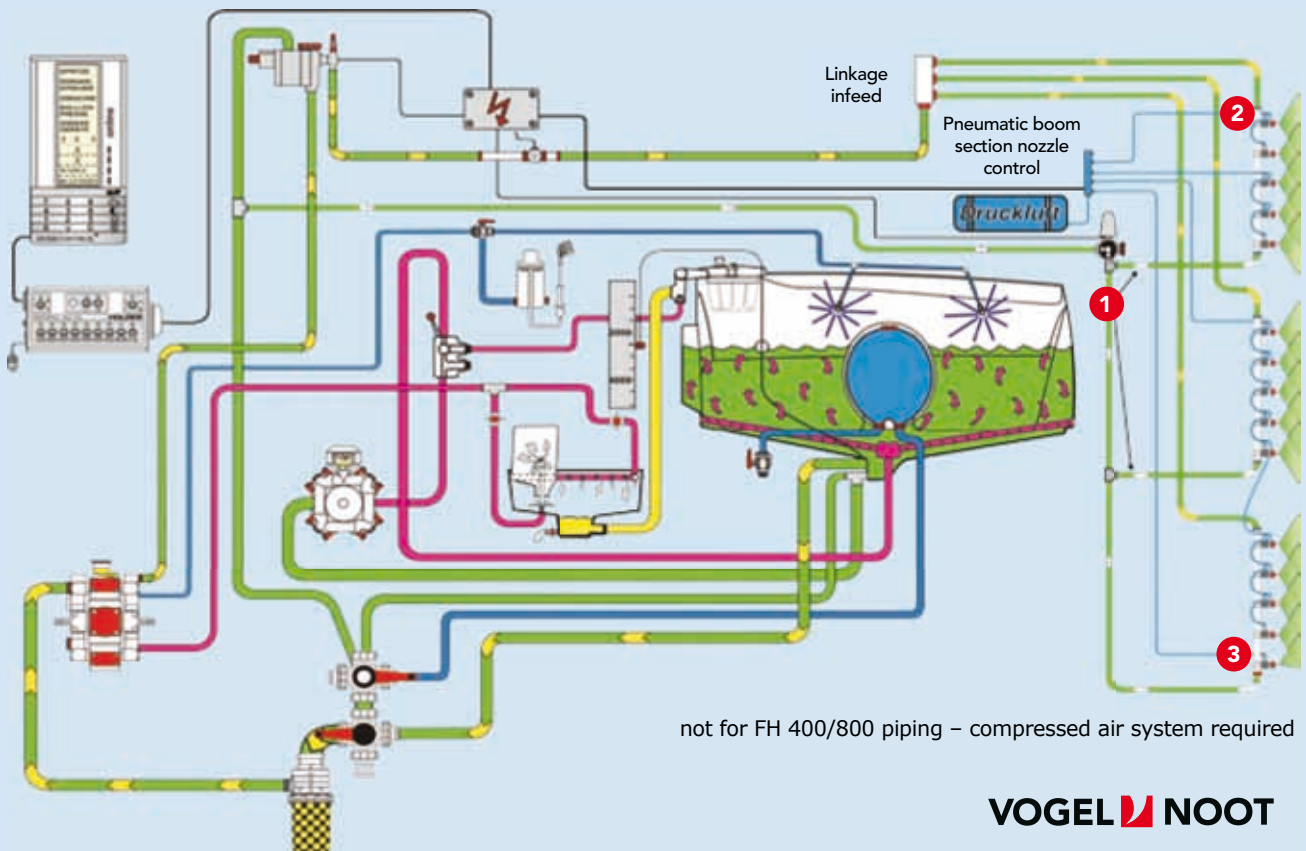 Linkage
infeed
Pneumatic boom
section nozzle
control
Druckluft
HOLDER
1
2
3
not for FH 400/800 piping – compressed air system required
VOGEL NOOT